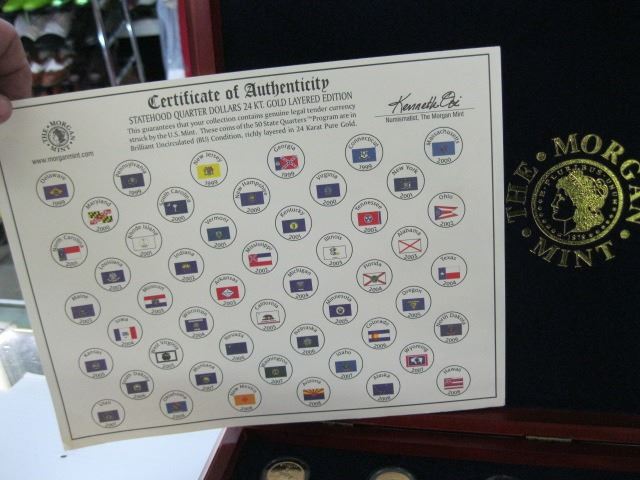 Certificate of Authenticity
STATEHOOD QUARTER DOLLARS 24 KT. GOLD LAYERED EDITION
This guarantees that your collection contains genuine legal tender currency
struck by the U.S. Mint. These coins of the 50 State Quarters™ Program are in
Brilliant Uncirculated (BU) Condition, richly layered in 24 Karat Pure Gold.
Numismatist, The Morgan Mint
THE MORGAN MINT
www.morganmint.com
Delaware 1999
Pennsylvania 1999
New Jersey 1999
Georgia 1999
Connecticut 1999
Massachusetts 2000
Maryland 2000
South Carolina 2000
New Hampshire 2000
Virginia 2000
New York 2001
North Carolina 2001
Rhode Island 2001
Vermont 2001
Kentucky 2001
Tennessee 2002
Ohio 2002
Louisiana 2002
Indiana 2002
Mississippi 2002
Illinois 2003
Alabama 2003
Maine 2003
Missouri 2003
Arkansas 2003
Michigan 2004
Florida 2004
Texas 2004
Iowa 2004
Wisconsin 2004
California 2005
Minnesota 2005
Oregon 2005
Kansas 2005
West Virginia 2005
Nevada 2006
Nebraska 2006
Colorado 2006
North Dakota 2006
South Dakota 2006
Montana 2007
Washington 2007
Idaho 2007
Wyoming 2007
Utah 2007
Oklahoma 2008
New Mexico 2008
Arizona 2008
Alaska 2008
Hawaii 2008
THE MORGAN MINT